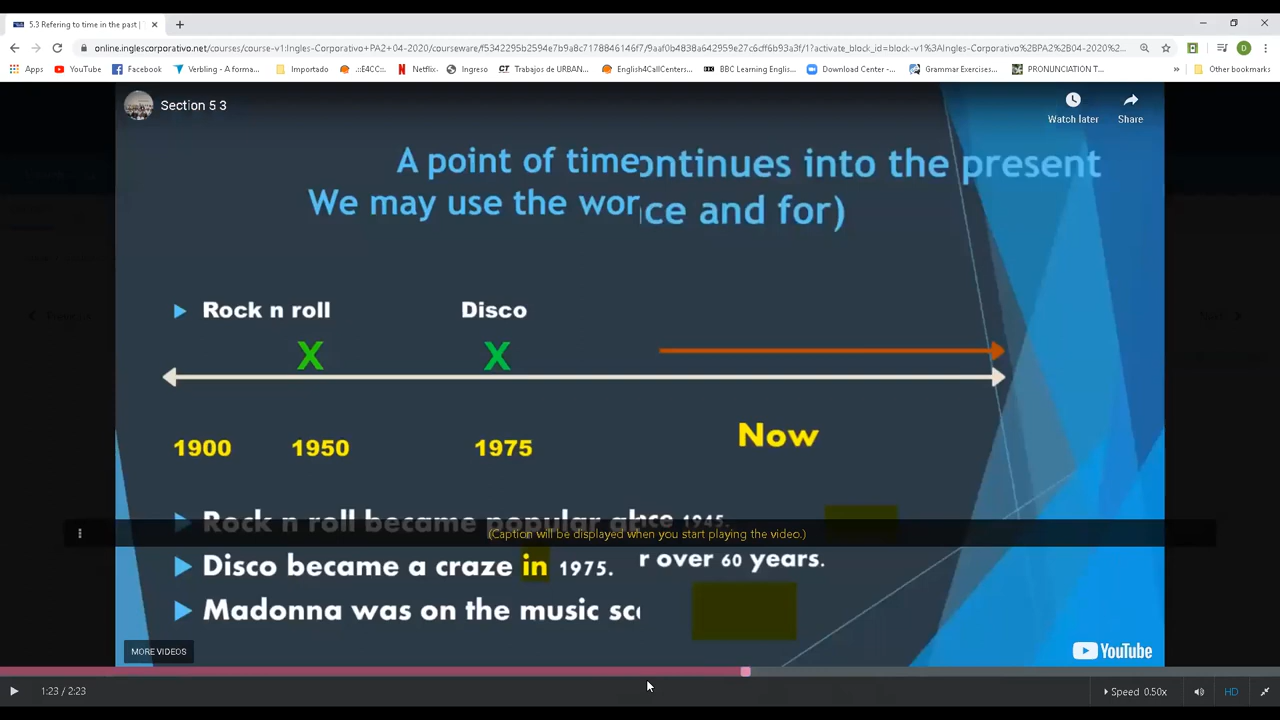 5.3 Refering to time in the past |
online.inglescorporativo.net/courses/course-v1:Ingles-Corporativo+PA2+04-2020/courseware/f5342295b2594e7b9a8c7178846146f7/9aaf0b4838a642959e27c6cff6b93a3f/1?activate_block_id=block-v1%3AIngles-Corporativo%2BPA2%2B04-2020%2...
Apps YouTube Facebook Verbling - A forma... Importado .::E4CC::. Netflix Ingreso CT Trabajos de URBAN... English4CallCenters... BBC Learning English... Download Center -... Grammar Exercises... PRONUNCIATION T... » Other bookmarks
Section 5 3
Watch later Share
A point of time ontinues into the present
We may use the wor ce and for)
Rock n roll Disco
X X
1900 1950 1975 Now
Rock n roll became popular ab ce 1945.
(Caption will be displayed when you start playing the video.)
Disco became a craze in 1975. r over 60 years.
Madonna was on the music sc
MORE VIDEOS YouTube
1:23 / 2:23 Speed 0.50x HD